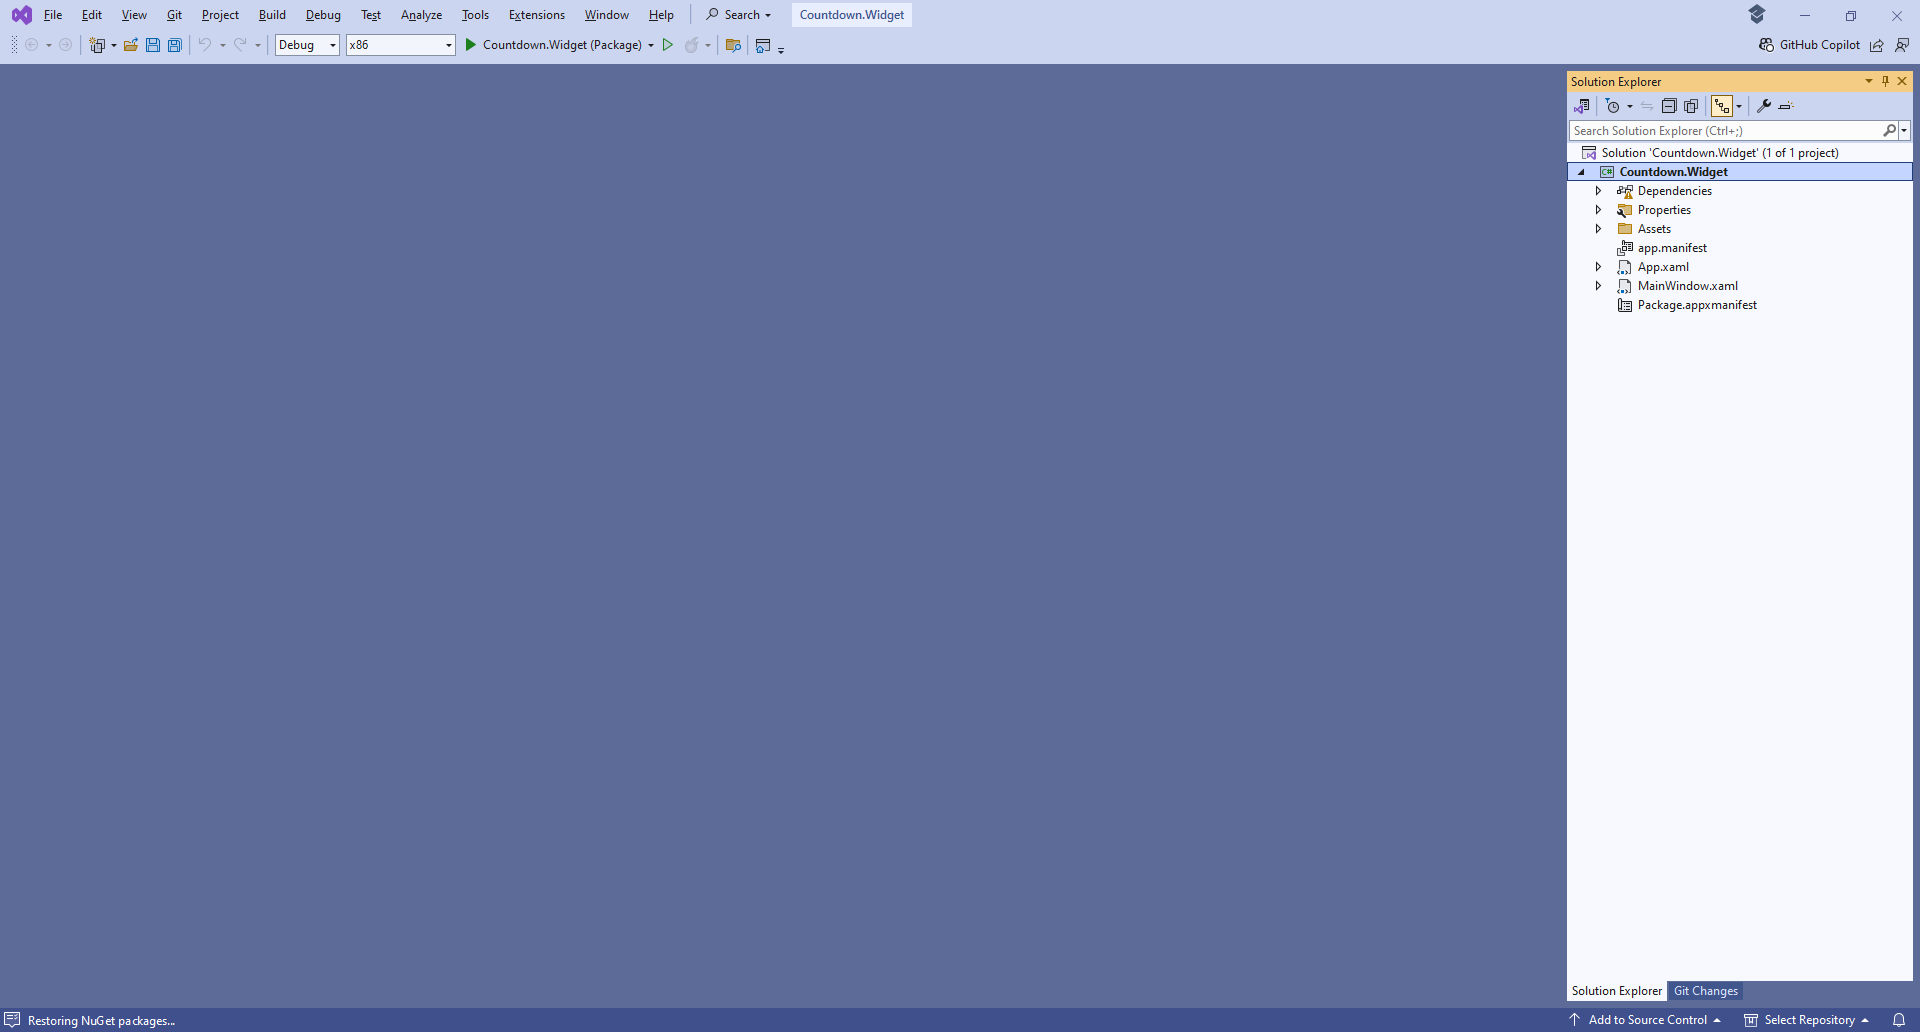 File Edit View Git Project Build Debug Test Analyze Tools Extensions Window Help Search Countdown.Widget
Debug x86 Countdown.Widget (Package) GitHub Copilot
Solution Explorer
Search Solution Explorer (Ctrl+;)
Solution 'Countdown.Widget' (1 of 1 project)
C# Countdown.Widget
Dependencies
Properties
Assets
app.manifest
App.xaml
MainWindow.xaml
Package.appxmanifest
Solution Explorer Git Changes
Restoring NuGet packages... Add to Source Control Select Repository